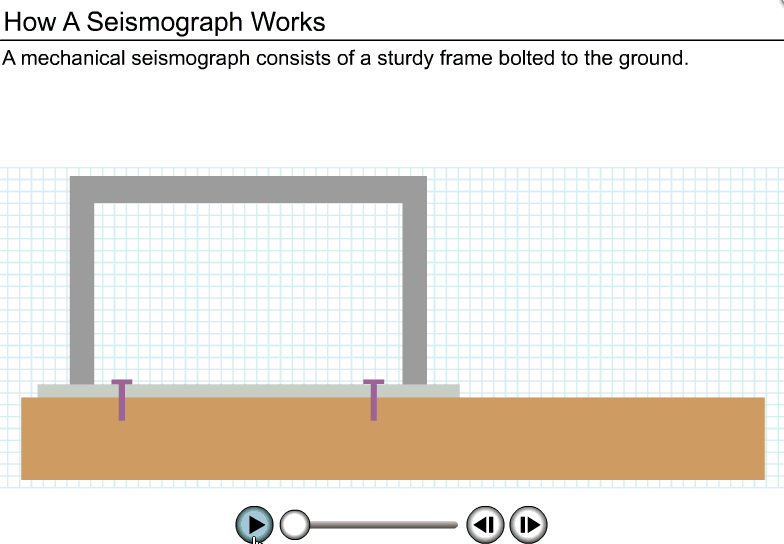 How A Seismograph Works
A mechanical seismograph consists of a sturdy frame bolted to the ground.